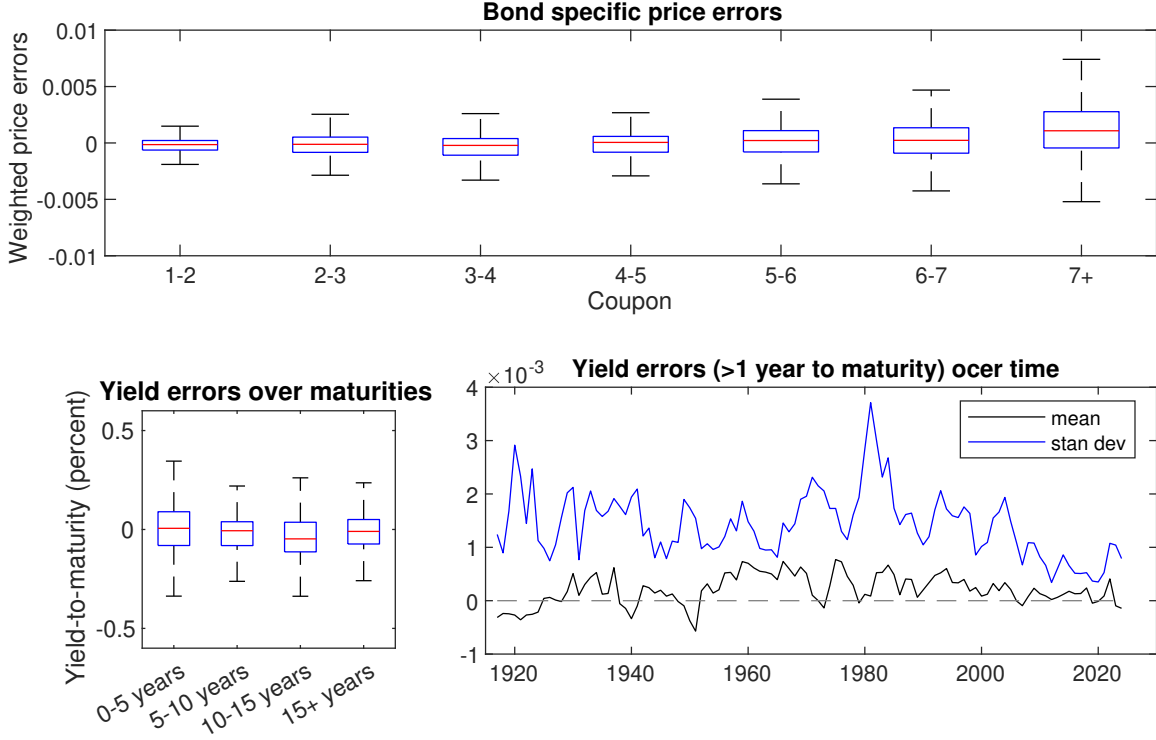 Bond specific price errors
Weighted price errors
0.01
0.005
0
-0.005
-0.01
1-2
2-3
3-4
4-5
5-6
6-7
7+
Coupon
Yield errors over maturities
Yield-to-maturity (percent)
0.5
0
-0.5
0-5 years
5-10 years
10-15 years
15+ years
Yield errors (>1 year to maturity) ocer time
× 10⁻³
4
3
2
1
0
-1
1920
1940
1960
1980
2000
2020
mean
stan dev